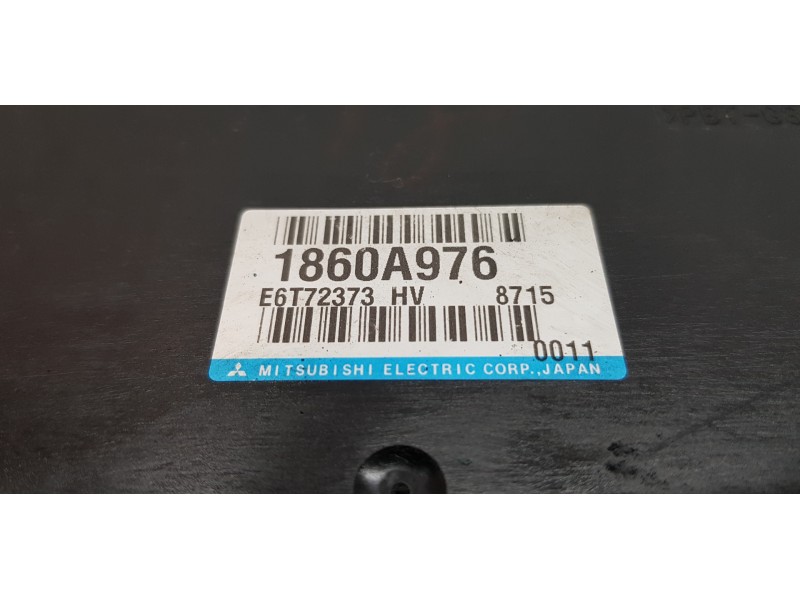 1860A976
E6T72373 HV 8715
0011
MITSUBISHI ELECTRIC CORP.,JAPAN